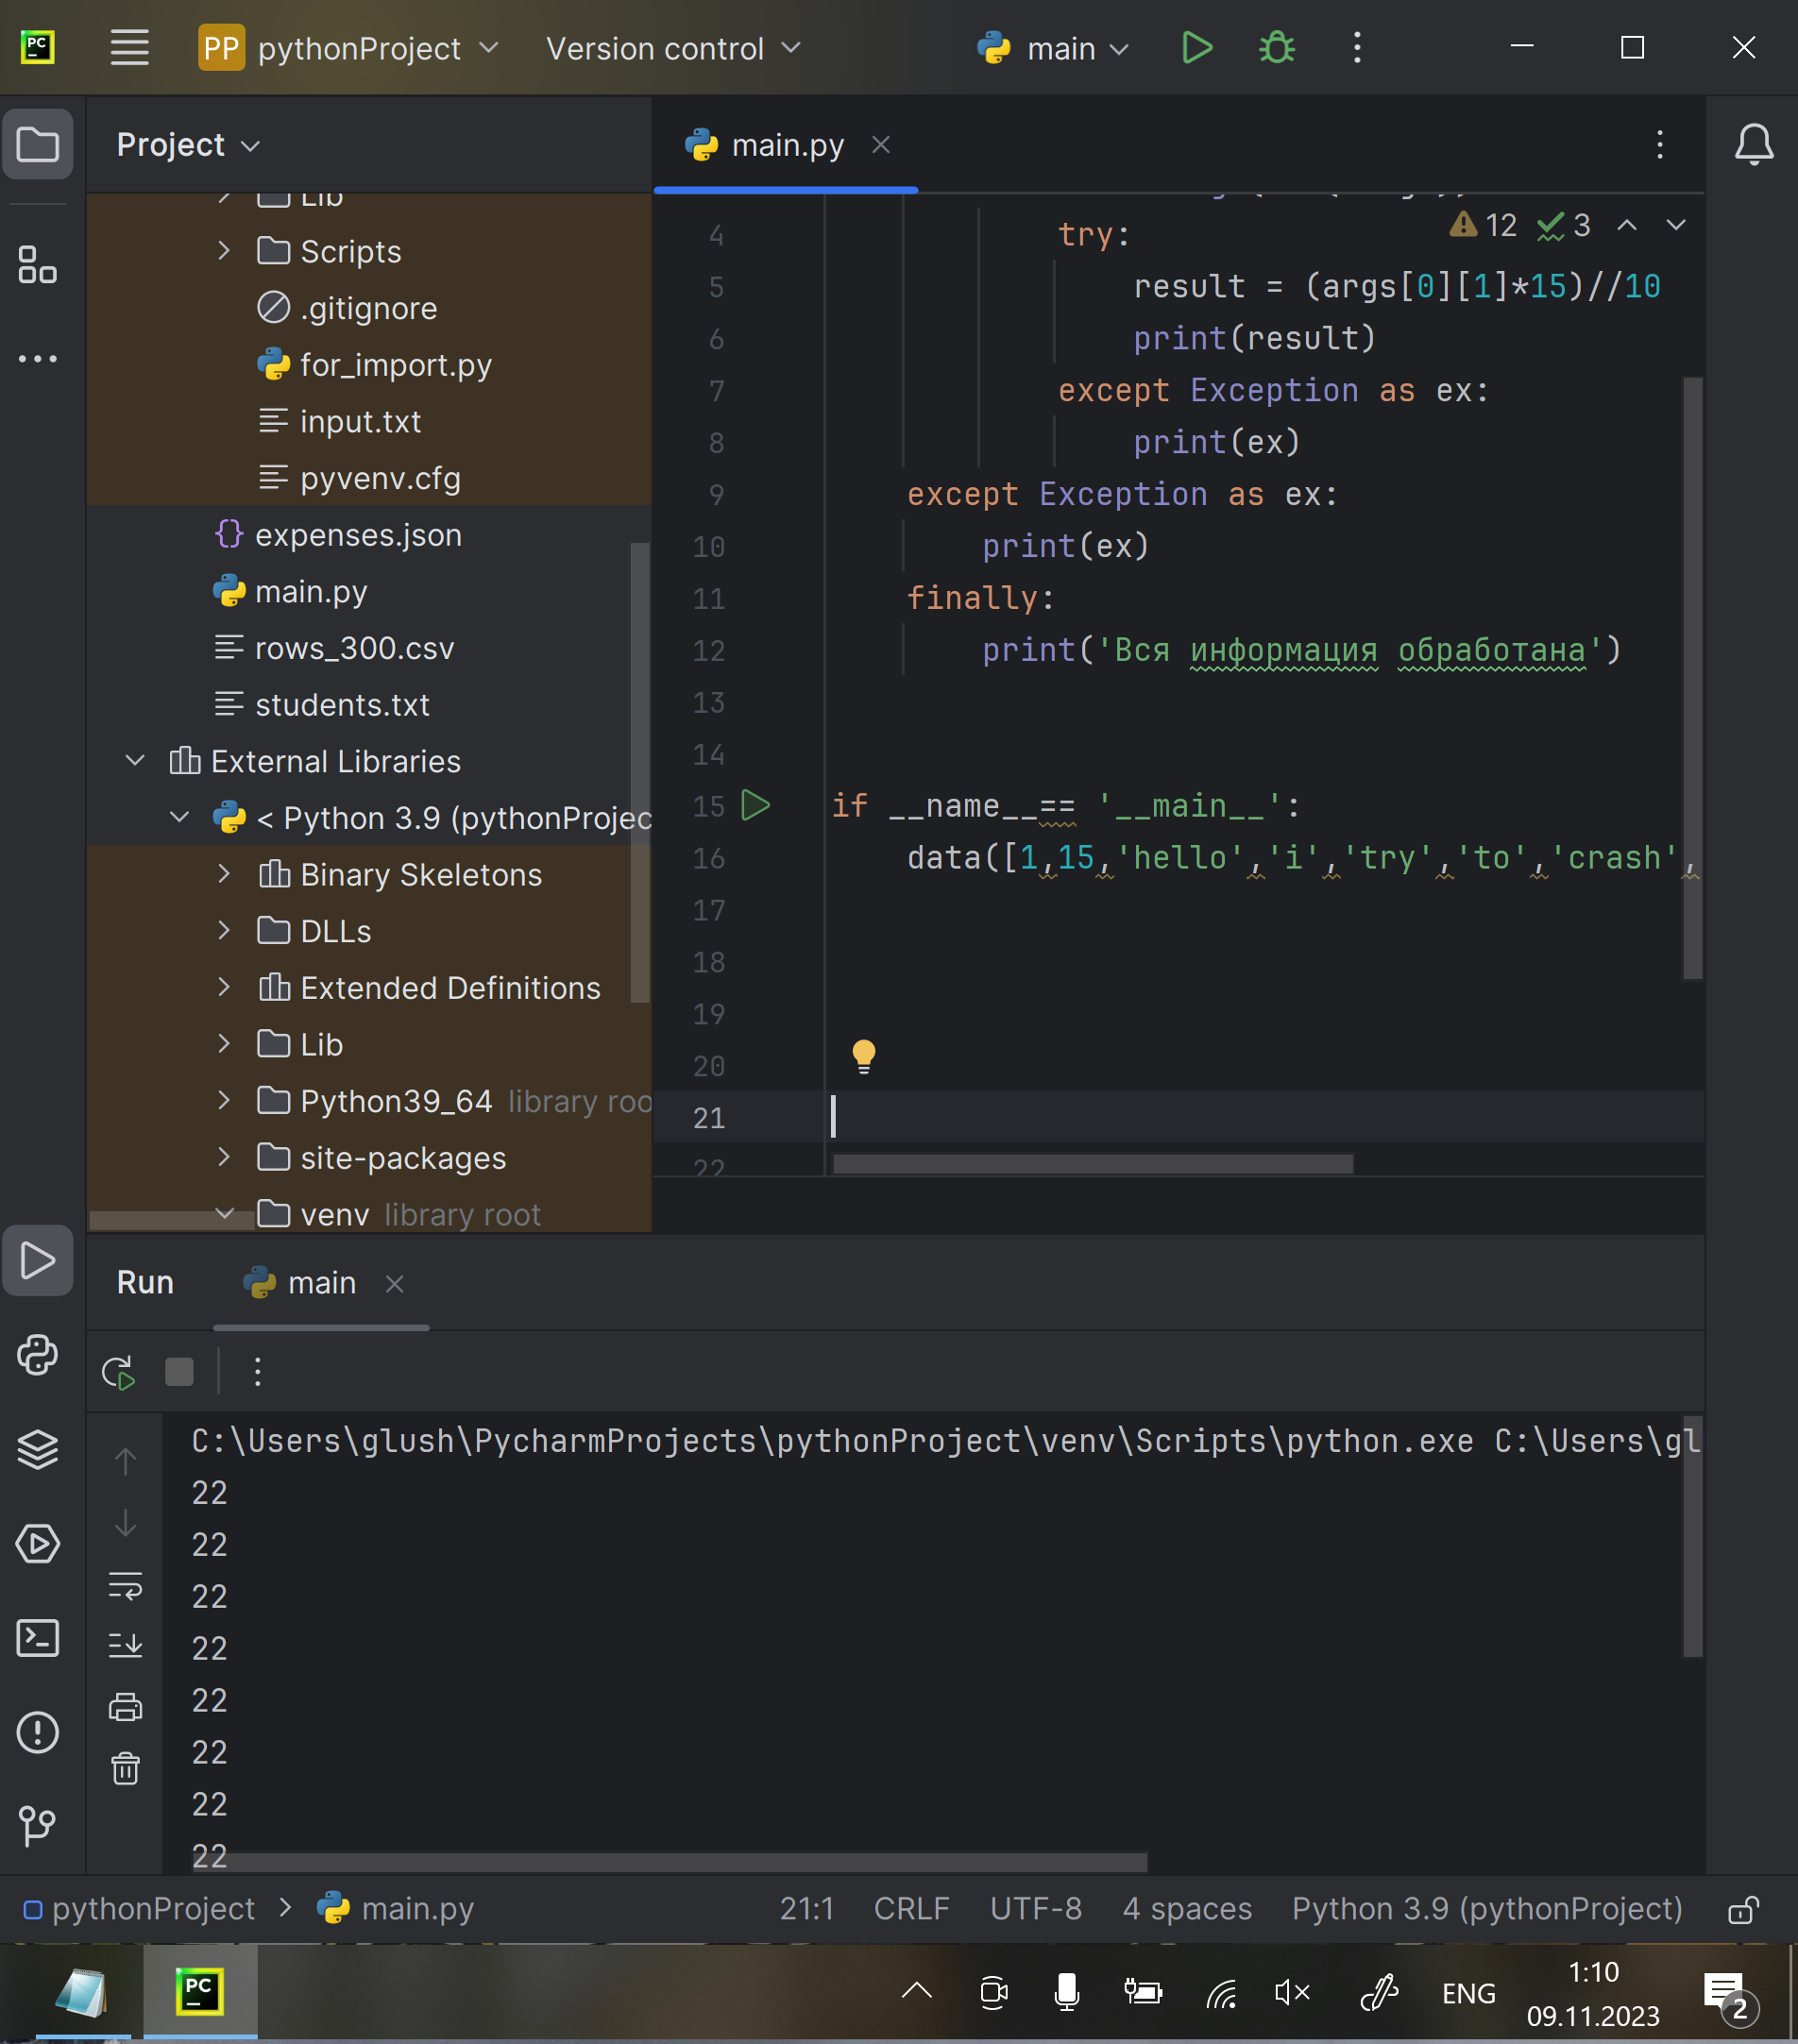 PC
PP pythonProject Version control main
Project main.py
Lib
Scripts
.gitignore
for_import.py
input.txt
pyvenv.cfg
expenses.json
main.py
rows_300.csv
students.txt
External Libraries
< Python 3.9 (pythonProjec
Binary Skeletons
DLLs
Extended Definitions
Lib
Python39_64 library roo
site-packages
venv library root
12 3
4 try:
5 result = (args[0][1]*15)//10
6 print(result)
7 except Exception as ex:
8 print(ex)
9 except Exception as ex:
10 print(ex)
11 finally:
12 print('Вся информация обработана')
13
14
15 if __name__== '__main__':
16 data([1,15,'hello','i','try','to','crash',
17
18
19
20
21
22
Run main
C:\Users\glush\PycharmProjects\pythonProject\venv\Scripts\python.exe C:\Users\gl
22
22
22
22
22
22
22
22
pythonProject > main.py 21:1 CRLF UTF-8 4 spaces Python 3.9 (pythonProject)
PC ENG 1:10
09.11.2023
2